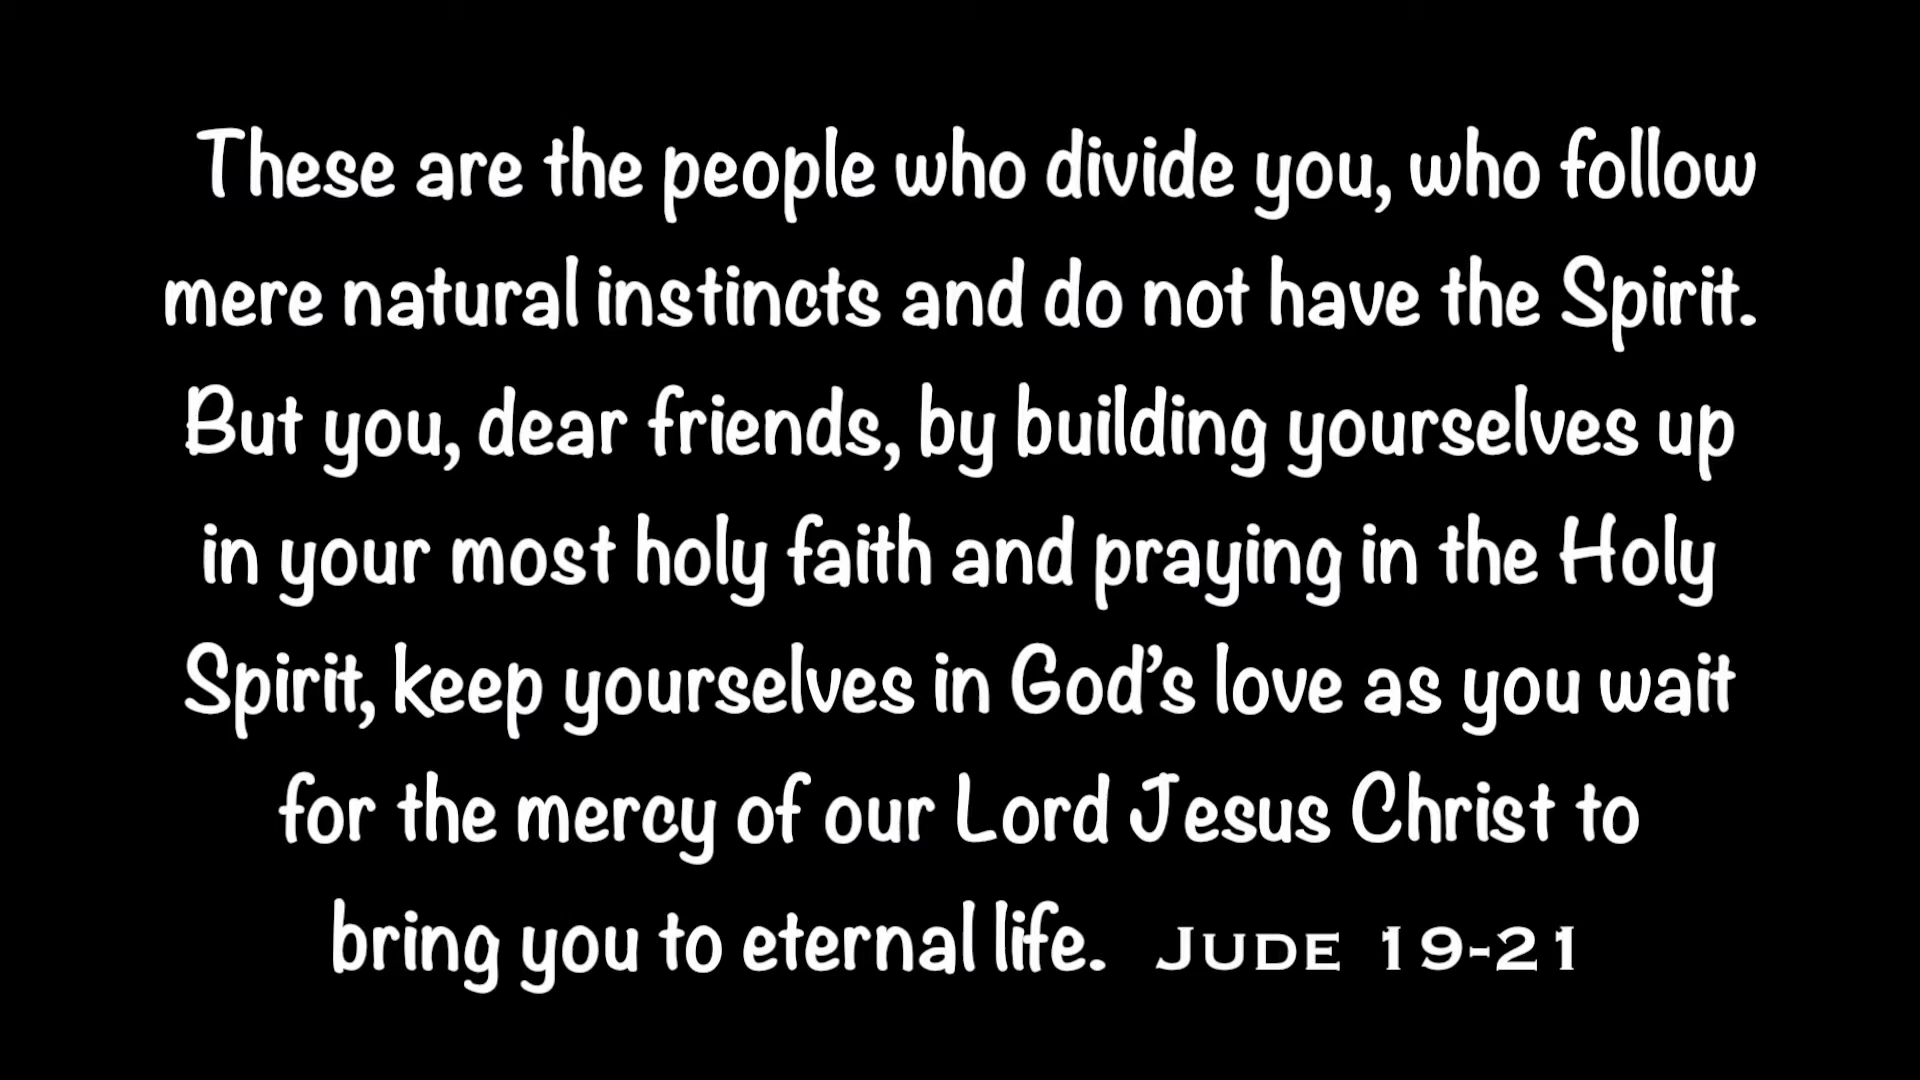 These are the people who divide you, who follow
mere natural instincts and do not have the Spirit.
But you, dear friends, by building yourselves up
in your most holy faith and praying in the Holy
Spirit, keep yourselves in God’s love as you wait
for the mercy of our Lord Jesus Christ to
bring you to eternal life. JUDE 19-21